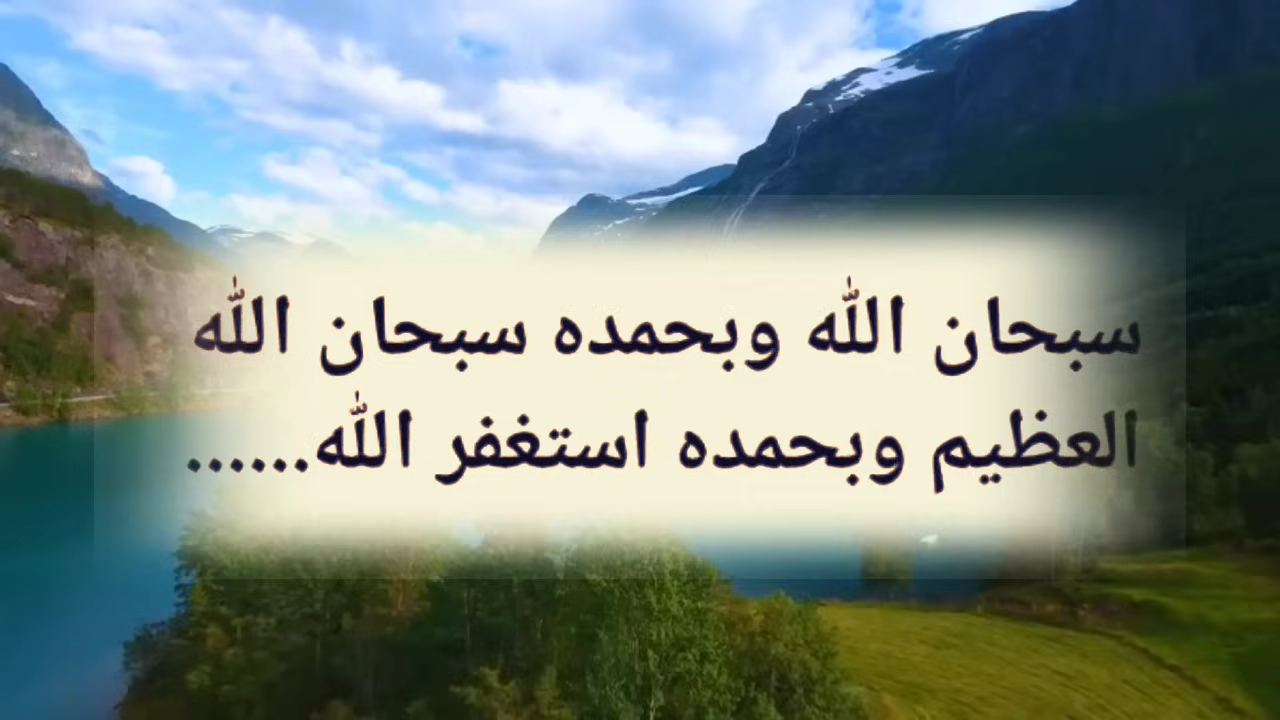 سبحان الله وبحمده سبحان الله
العظيم وبحمده استغفر الله......